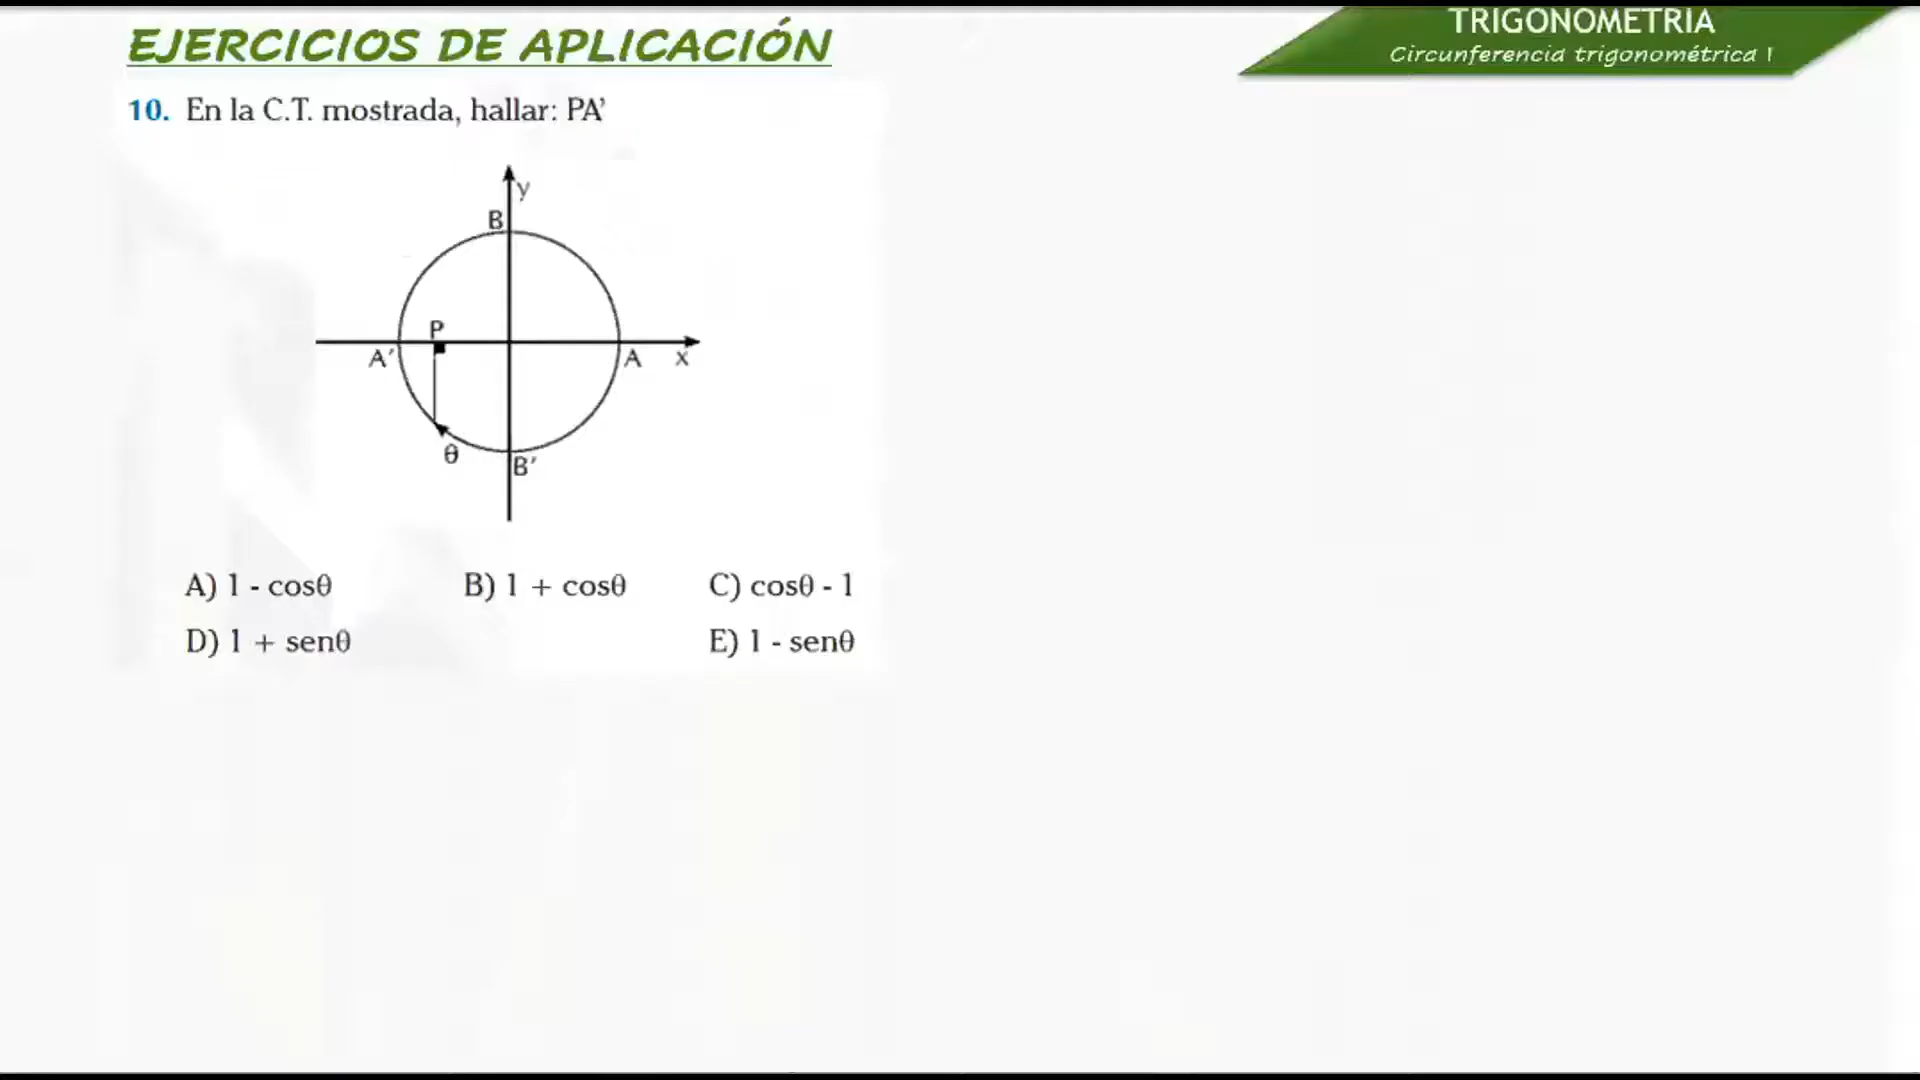 EJERCICIOS DE APLICACIÓN
TRIGONOMETRIA
Circunferencia trigonométrica I
10. En la C.T. mostrada, hallar: PA’
y
B
P
A’
A
x
θ
B’
A) 1 - cosθ
B) 1 + cosθ
C) cosθ - 1
D) 1 + senθ
E) 1 - senθ